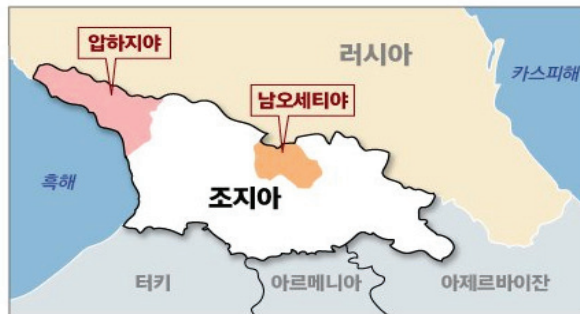 압하지야
러시아
카스피해
남오세티야
흑해
조지아
터키
아르메니아
아제르바이잔